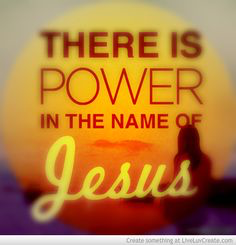 THERE IS
POWER
IN THE NAME OF
Jesus
Create something at LiveLuvCreate.com